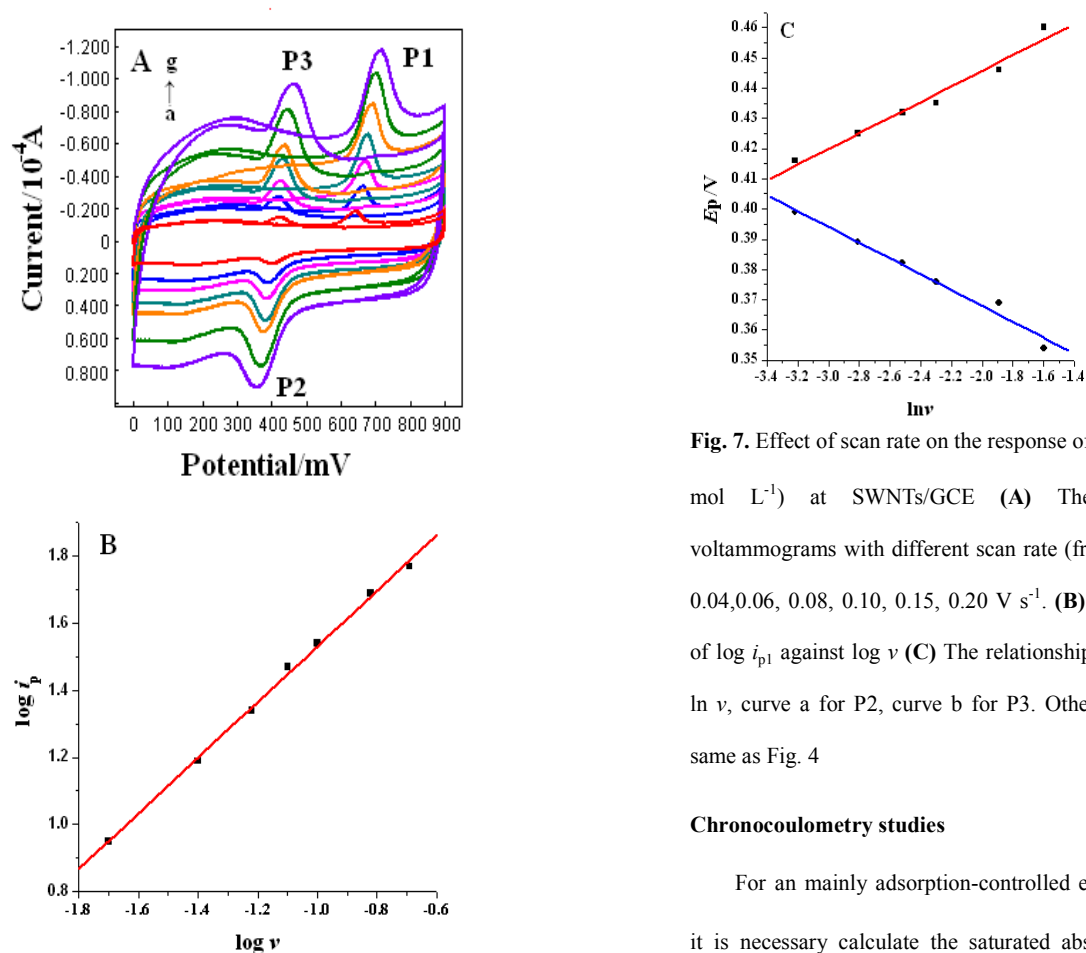 A
g
↑
a
P3
P1
P2
-1.200
-1.000
-0.800
-0.600
-0.400
-0.200
0
0.200
0.400
0.600
0.800
Current/10⁻⁴A
0 100 200 300 400 500 600 700 800 900
Potential/mV
B
1.8
1.6
1.4
1.2
1.0
0.8
log iₚ
-1.8 -1.6 -1.4 -1.2 -1.0 -0.8 -0.6
log v
C
0.46
0.45
0.44
0.43
0.42
0.41
0.40
0.39
0.38
0.37
0.36
0.35
Ep/V
-3.4 -3.2 -3.0 -2.8 -2.6 -2.4 -2.2 -2.0 -1.8 -1.6 -1.4
lnv
Fig. 7. Effect of scan rate on the response of
mol L⁻¹) at SWNTs/GCE (A) The
voltammograms with different scan rate (fr
0.04,0.06, 0.08, 0.10, 0.15, 0.20 V s⁻¹. (B)
of log iₚ₁ against log v (C) The relationship
ln v, curve a for P2, curve b for P3. Other
same as Fig. 4
Chronocoulometry studies
For an mainly adsorption-controlled e
it is necessary calculate the saturated abs